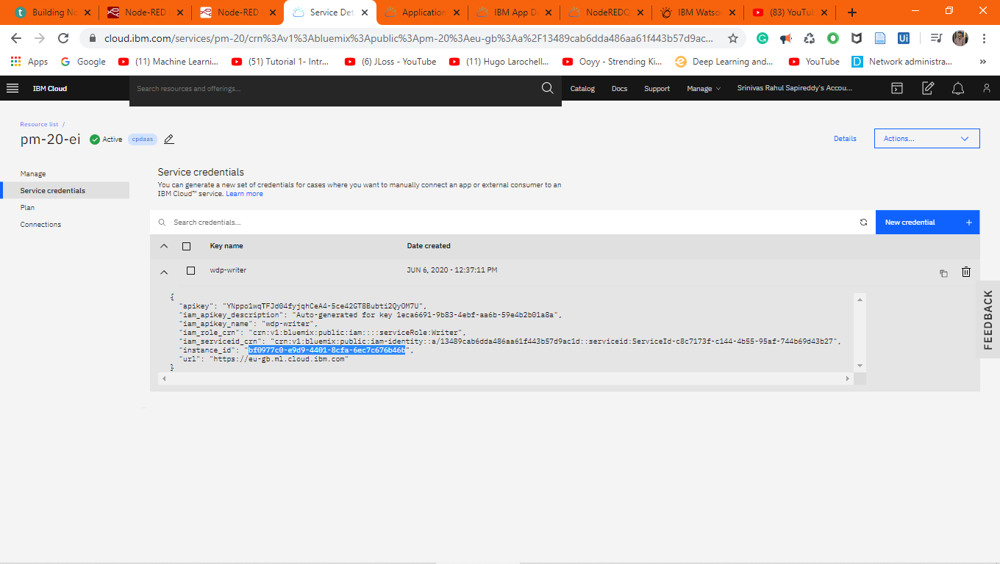 Building No
Node-RED
Node-RED
Service Det
Application
IBM App De
NodeREDQ
IBM Watso
(83) YouTub
cloud.ibm.com/services/pm-20/crn%3Av1%3Abluemix%3Apublic%3Apm-20%3Aeu-gb%3Aa%2F13489cab6dda486aa61f443b57d9ac...
Apps
Google
(11) Machine Learni...
(51) Tutorial 1- Intr...
(6) JLoss - YouTube
(11) Hugo Larochell...
Ooyy - Strending Ki...
Deep Learning and...
YouTube
Network administra...
»
IBM Cloud
Search resources and offerings...
Catalog
Docs
Support
Manage
Srinivas Rahul Sapireddy's Accou...
Resource list /
pm-20-ei
Active
cpdaas
Details
Actions...
Manage
Service credentials
Plan
Connections
Service credentials
You can generate a new set of credentials for cases where you want to manually connect an app or external consumer to an
IBM Cloud™ service. Learn more
Search credentials...
New credential +
Key name
Date created
wdp-writer
JUN 6, 2020 - 12:37:11 PM
{
"apikey": "YNppo1wqTFJd04fyjqhCeA4-5ce42GT8Bubti2QyOM7U",
"iam_apikey_description": "Auto-generated for key 1eca6691-9b83-4ebf-aa6b-59e4b2b01a8a",
"iam_apikey_name": "wdp-writer",
"iam_role_crn": "crn:v1:bluemix:public:iam::::serviceRole:Writer",
"iam_serviceid_crn": "crn:v1:bluemix:public:iam-identity::a/13489cab6dda486aa61f443b57d9ac1d::serviceid:ServiceId-c8c7173f-c144-4b55-95af-744b69d43b27",
"instance_id": "bf0977c0-e9d9-4401-8cfa-6ec7c676b46b",
"url": "https://eu-gb.ml.cloud.ibm.com"
}
FEEDBACK